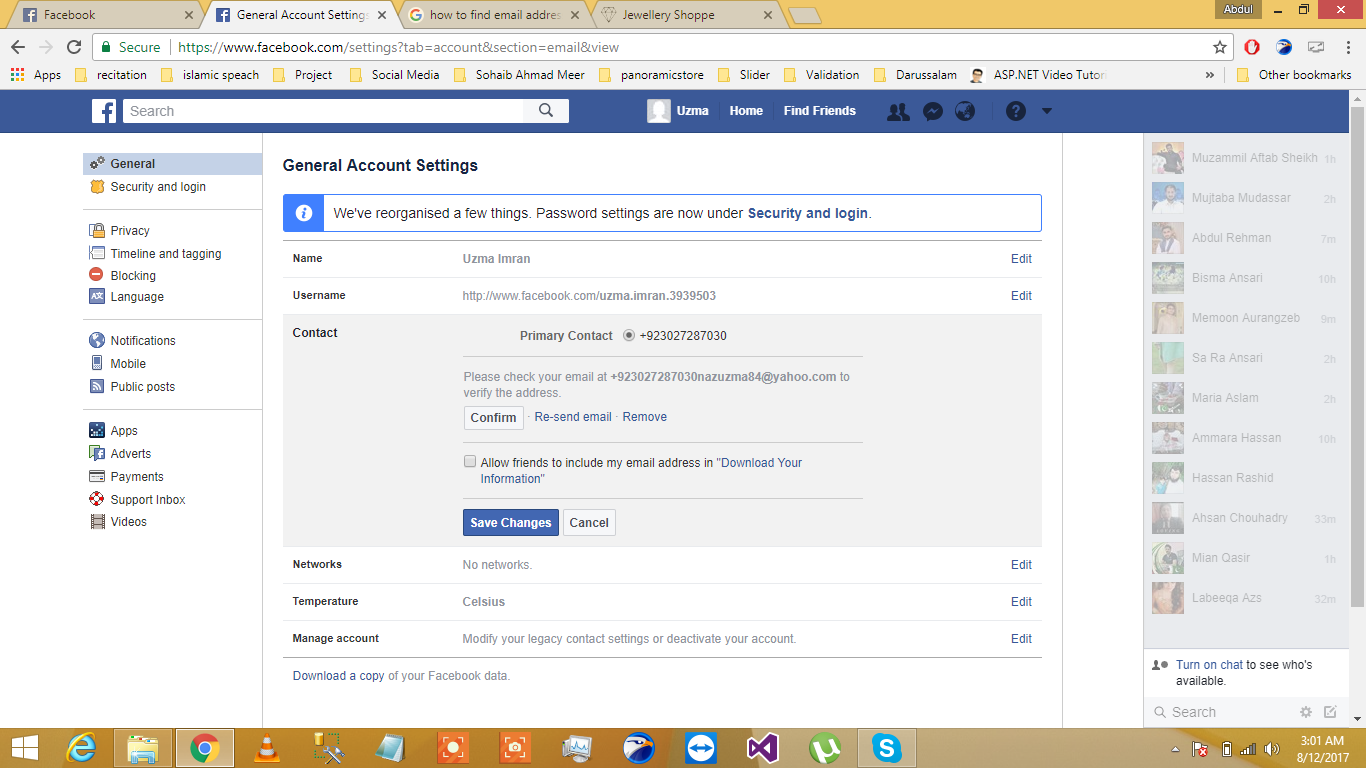 Facebook
General Account Settings
how to find email addres
Jewellery Shoppe
Abdul
Secure
https://www.facebook.com/settings?tab=account&section=email&view
Apps
recitation
islamic speach
Project
Social Media
Sohaib Ahmad Meer
panoramicstore
Slider
Validation
Darussalam
ASP.NET Video Tutor
»
Other bookmarks
Search
Uzma
Home
Find Friends
General
Security and login
Privacy
Timeline and tagging
Blocking
Language
Notifications
Mobile
Public posts
Apps
Adverts
Payments
Support Inbox
Videos
General Account Settings
We've reorganised a few things. Password settings are now under Security and login.
Name Uzma Imran Edit
Username http://www.facebook.com/uzma.imran.3939503 Edit
Contact
Primary Contact +923027287030
Please check your email at +923027287030nazuzma84@yahoo.com to
verify the address.
Confirm · Re-send email · Remove
Allow friends to include my email address in "Download Your
Information"
Save Changes Cancel
Networks No networks. Edit
Temperature Celsius Edit
Manage account Modify your legacy contact settings or deactivate your account. Edit
Download a copy of your Facebook data.
Muzammil Aftab Sheikh 1h
Mujtaba Mudassar 2h
Abdul Rehman 7m
Bisma Ansari 10h
Memoon Aurangzeb 9m
Sa Ra Ansari 2h
Maria Aslam 2h
Ammara Hassan 10h
Hassan Rashid
Ahsan Chouhadry 33m
Mian Qasir 1h
Labeeqa Azs 32m
Turn on chat to see who's
available.
Search
3:01 AM
8/12/2017